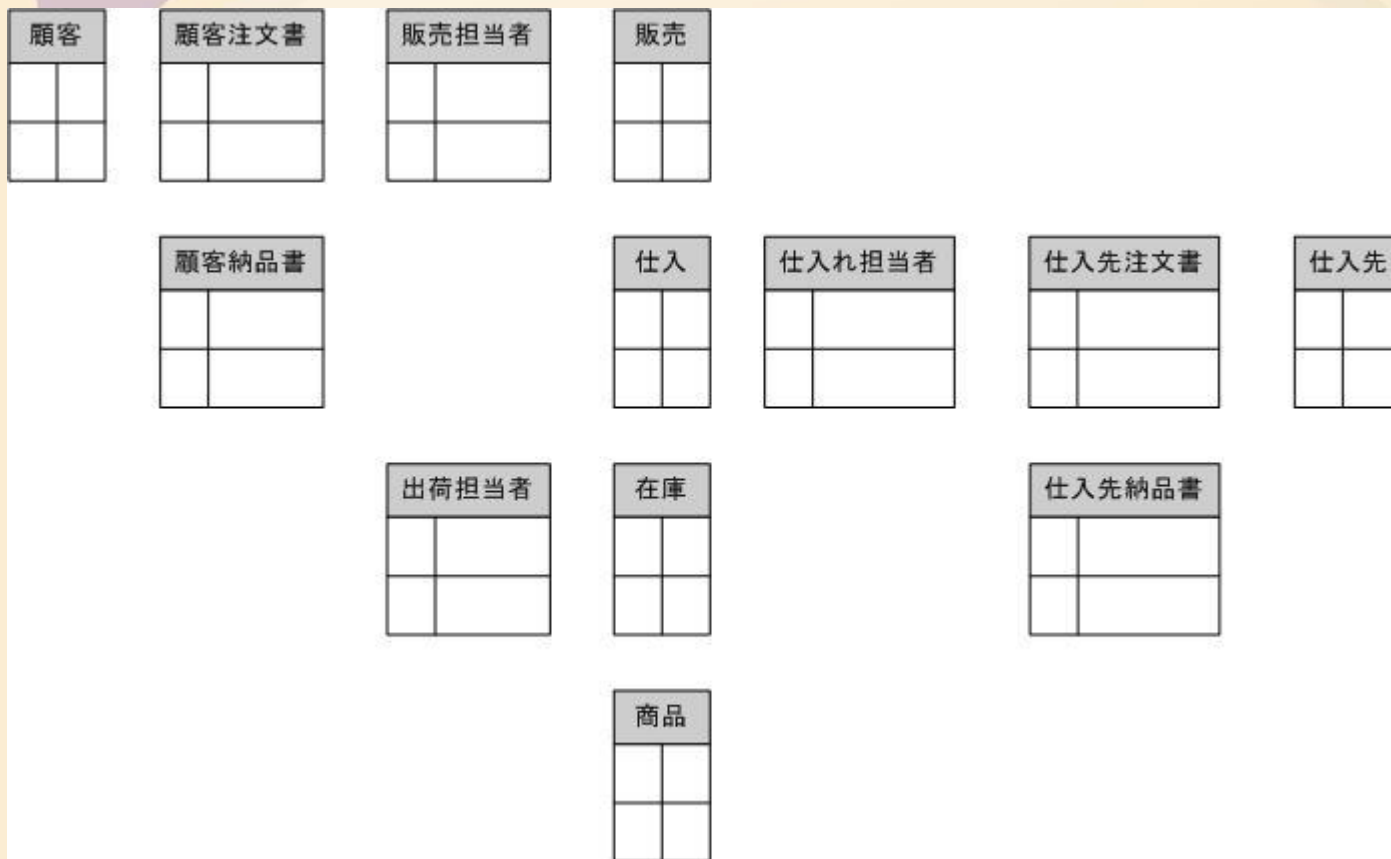 顧客
顧客注文書
販売担当者
販売
顧客納品書
仕入
仕入れ担当者
仕入先注文書
仕入先
出荷担当者
在庫
仕入先納品書
商品